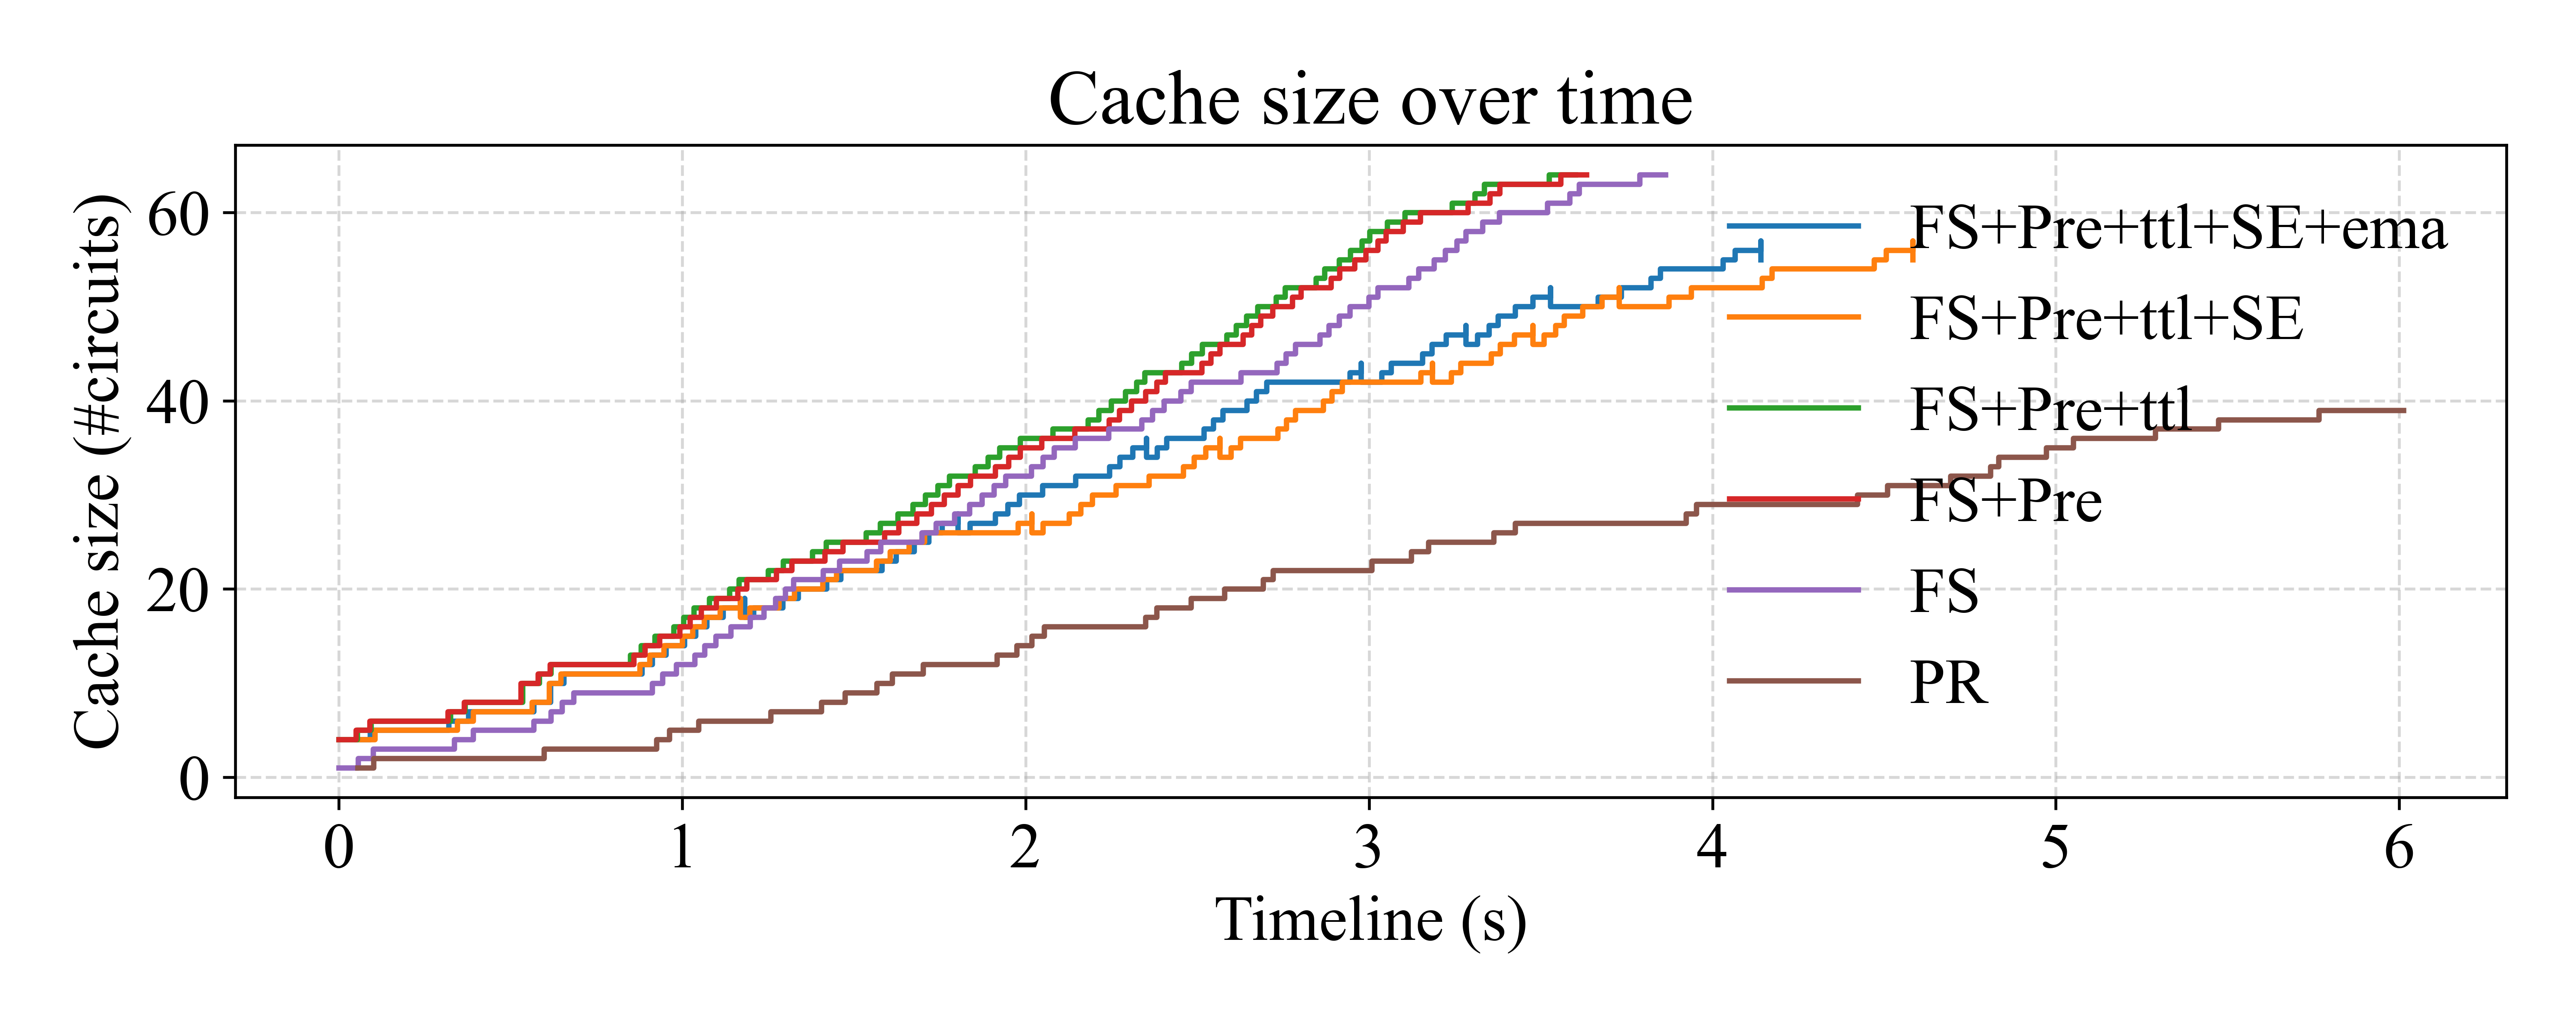 Cache size over time
Cache size (#circuits)
60
40
20
0
FS+Pre+ttl+SE+ema
FS+Pre+ttl+SE
FS+Pre+ttl
FS+Pre
FS
PR
0 1 2 3 4 5 6
Timeline (s)